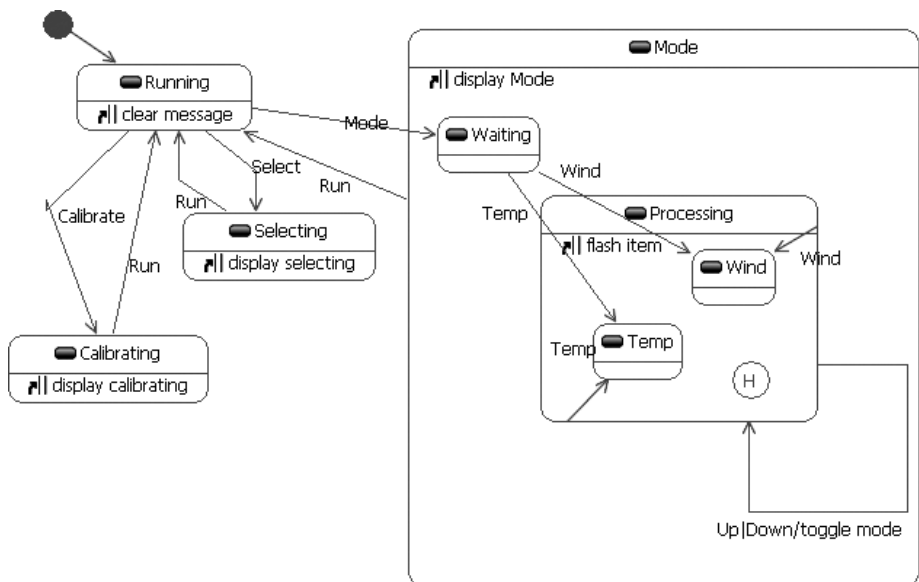 Mode
Running
display Mode
clear message
Mode
Waiting
Select
Wind
Run
Run
Calibrate
Temp
Processing
Selecting
flash item
display selecting
Run
Wind
Wind
Calibrating
Temp
Temp
display calibrating
H
Up|Down/toggle mode